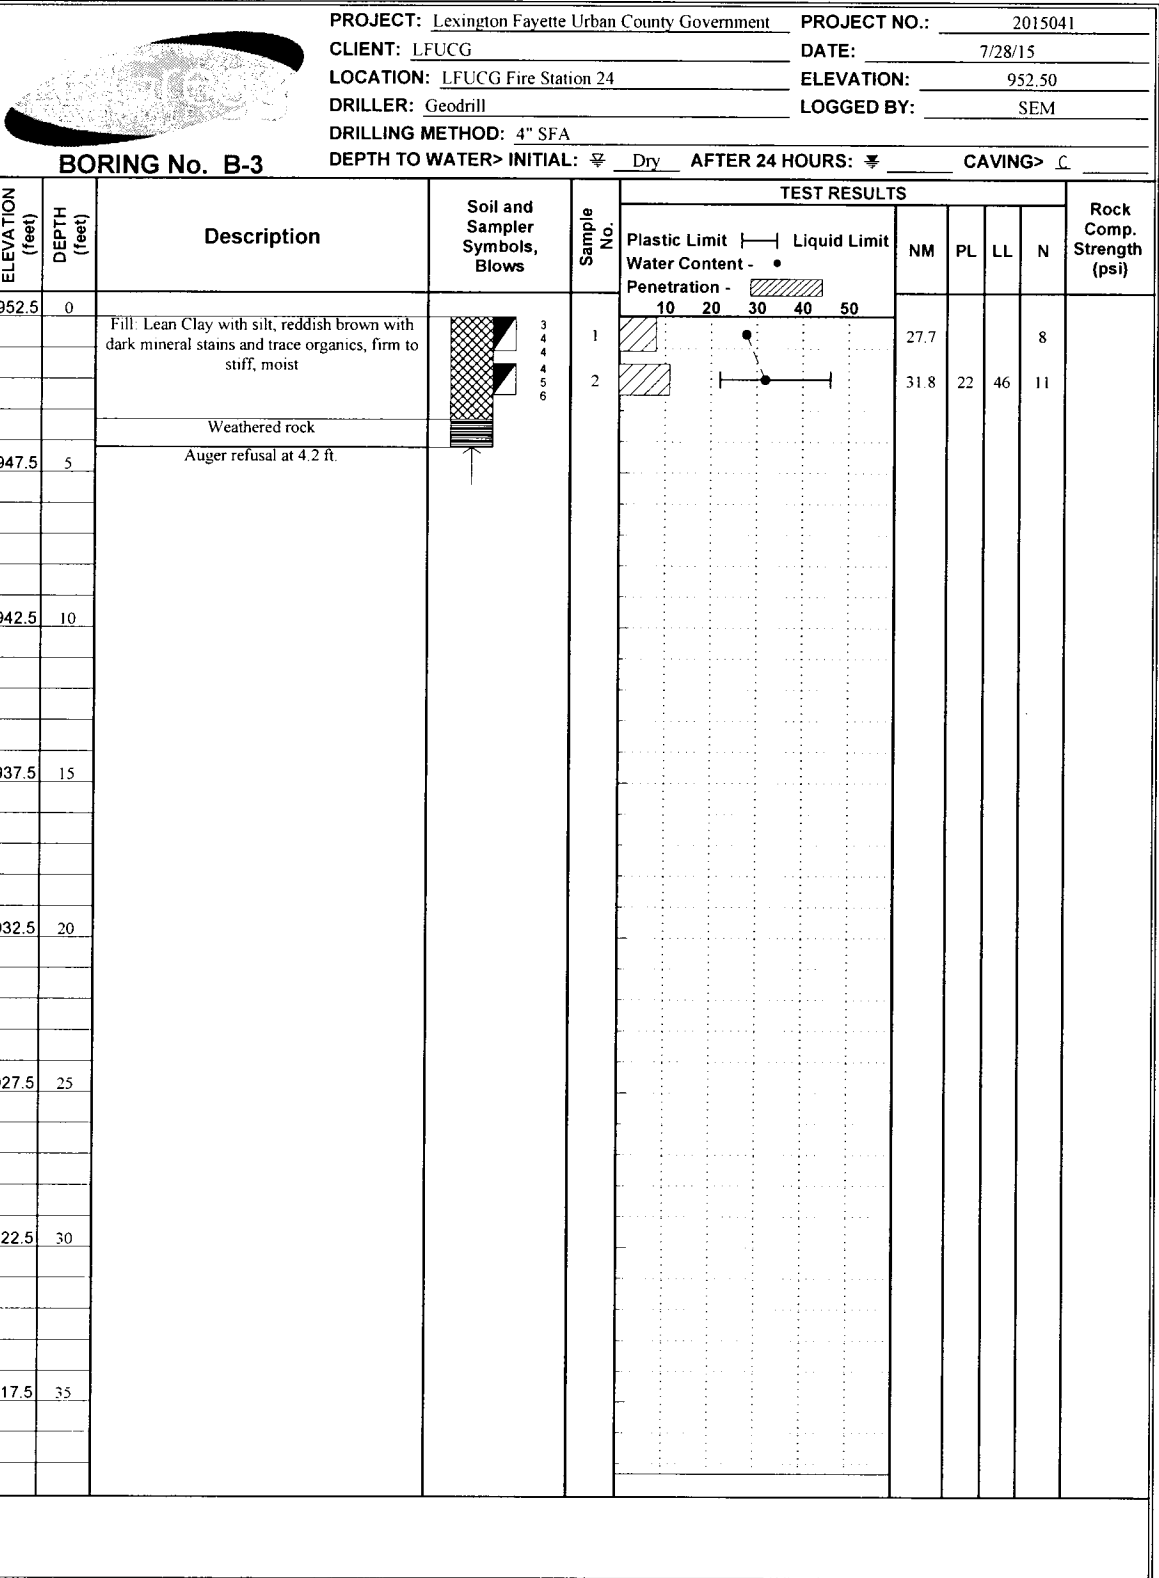 PROJECT: Lexington Fayette Urban County Government PROJECT NO.: 2015041
CLIENT: LFUCG DATE: 7/28/15
LOCATION: LFUCG Fire Station 24 ELEVATION: 952.50
DRILLER: Geodrill LOGGED BY: SEM
DRILLING METHOD: 4" SFA
BORING No. B-3 DEPTH TO WATER> INITIAL: Dry AFTER 24 HOURS: CAVING> C
ELEVATION (feet)
DEPTH (feet)
Description
Soil and
Sampler
Symbols,
Blows
Sample No.
TEST RESULTS
Plastic Limit Liquid Limit
Water Content -
Penetration -
10 20 30 40 50
NM PL LL N
Rock
Comp.
Strength
(psi)
952.5 0
Fill: Lean Clay with silt, reddish brown with
dark mineral stains and trace organics, firm to
stiff, moist
3
4
4
1 27.7 8
4
5
6
2 31.8 22 46 11
Weathered rock
Auger refusal at 4.2 ft.
947.5 5
942.5 10
937.5 15
932.5 20
27.5 25
22.5 30
17.5 35